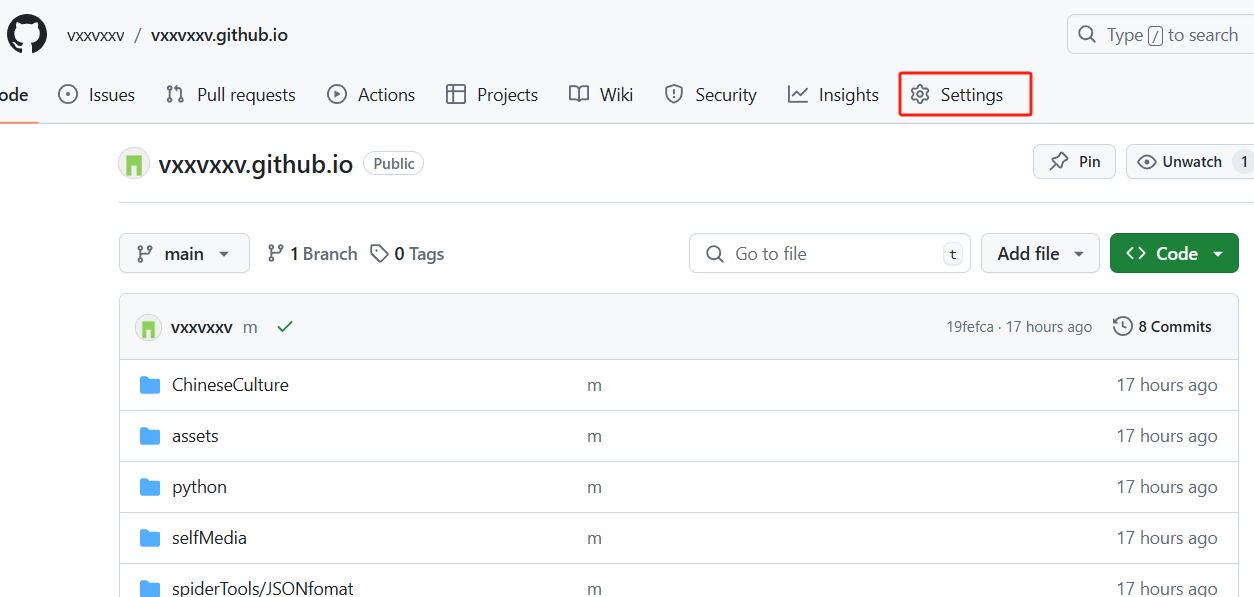 vxxvxxv / vxxvxxv.github.io
Type / to search
ode Issues Pull requests Actions Projects Wiki Security Insights Settings
vxxvxxv.github.io Public
Pin Unwatch 1
main 1 Branch 0 Tags
Go to file t Add file Code
vxxvxxv m 19fefca · 17 hours ago 8 Commits
ChineseCulture m 17 hours ago
assets m 17 hours ago
python m 17 hours ago
selfMedia m 17 hours ago
spiderTools/JSONfomat m 17 hours ago